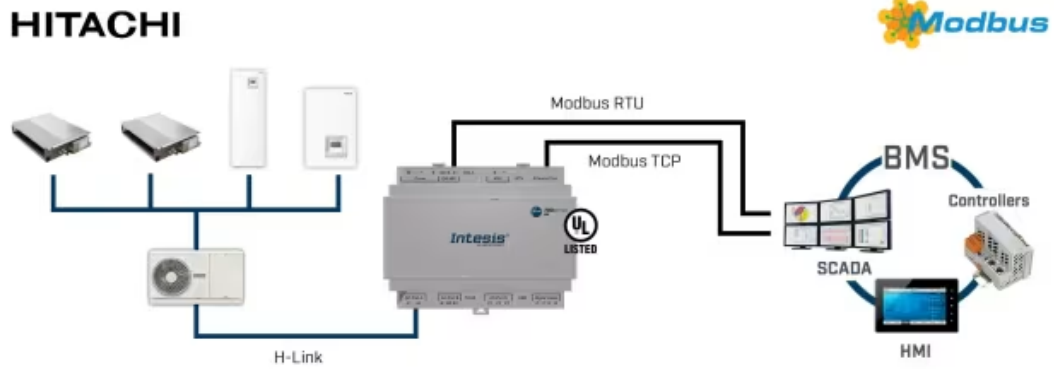 HITACHI
Modbus
Modbus RTU
Modbus TCP
BMS
Controllers
Intesis
UL
LISTED
SCADA
HMI
H-Link